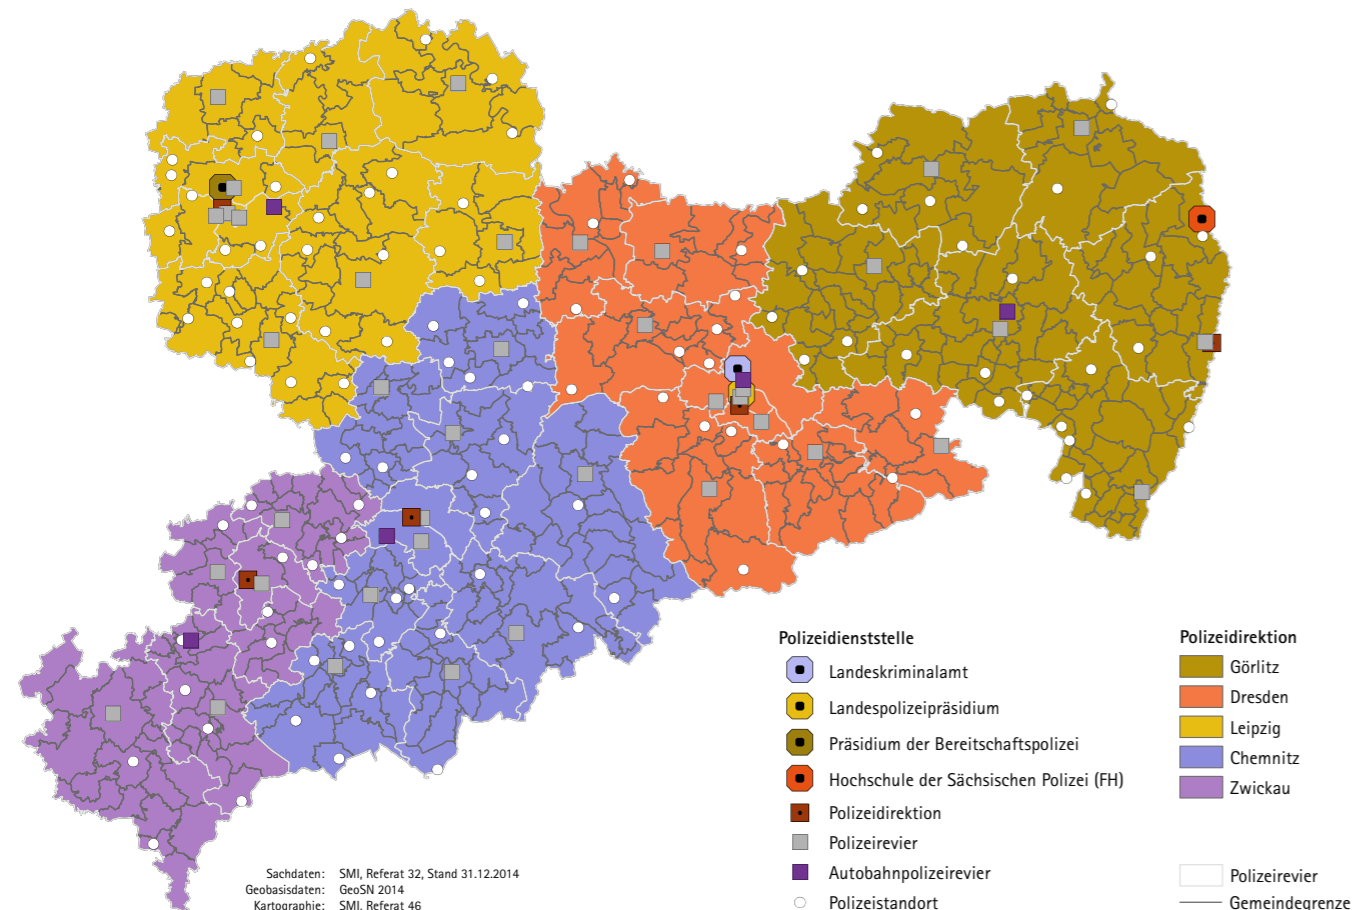 Polizeidienststelle
Landeskriminalamt
Landespolizeipräsidium
Präsidium der Bereitschaftspolizei
Hochschule der Sächsischen Polizei (FH)
Polizeidirektion
Polizeirevier
Autobahnpolizeirevier
Polizeistandort
Polizeidirektion
Görlitz
Dresden
Leipzig
Chemnitz
Zwickau
Polizeirevier
Gemeindegrenze
Sachdaten: SMI, Referat 32, Stand 31.12.2014
Geobasisdaten: GeoSN 2014
Kartographie: SMI, Referat 46